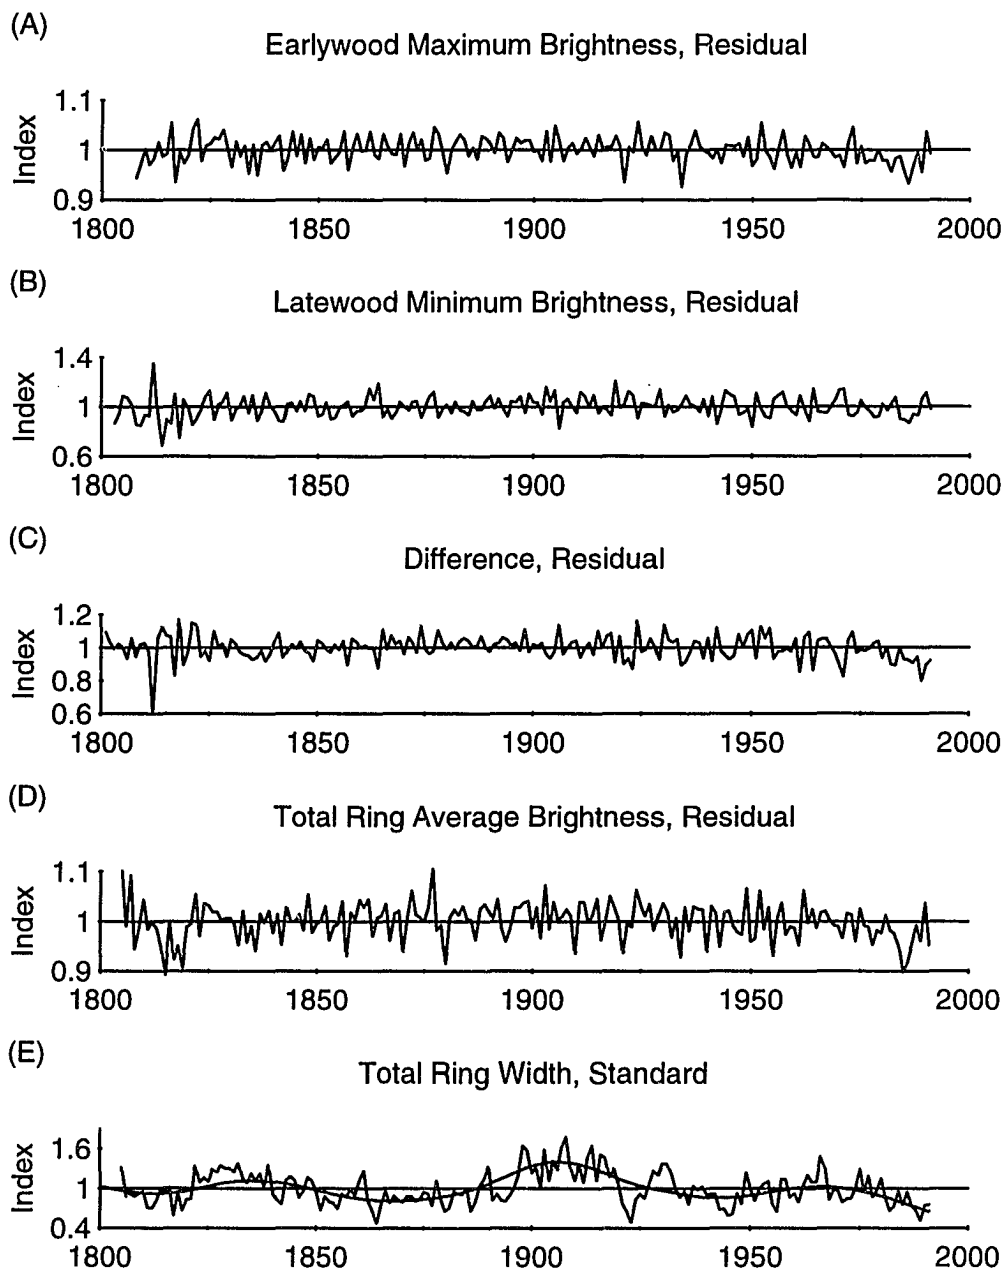 (A)
Earlywood Maximum Brightness, Residual
Index
1.1
1
0.9
1800 1850 1900 1950 2000
(B)
Latewood Minimum Brightness, Residual
Index
1.4
1
0.6
1800 1850 1900 1950 2000
(C)
Difference, Residual
Index
1.2
1
0.8
0.6
1800 1850 1900 1950 2000
(D)
Total Ring Average Brightness, Residual
Index
1.1
1
0.9
1800 1850 1900 1950 2000
(E)
Total Ring Width, Standard
Index
1.6
1
0.4
1800 1850 1900 1950 2000